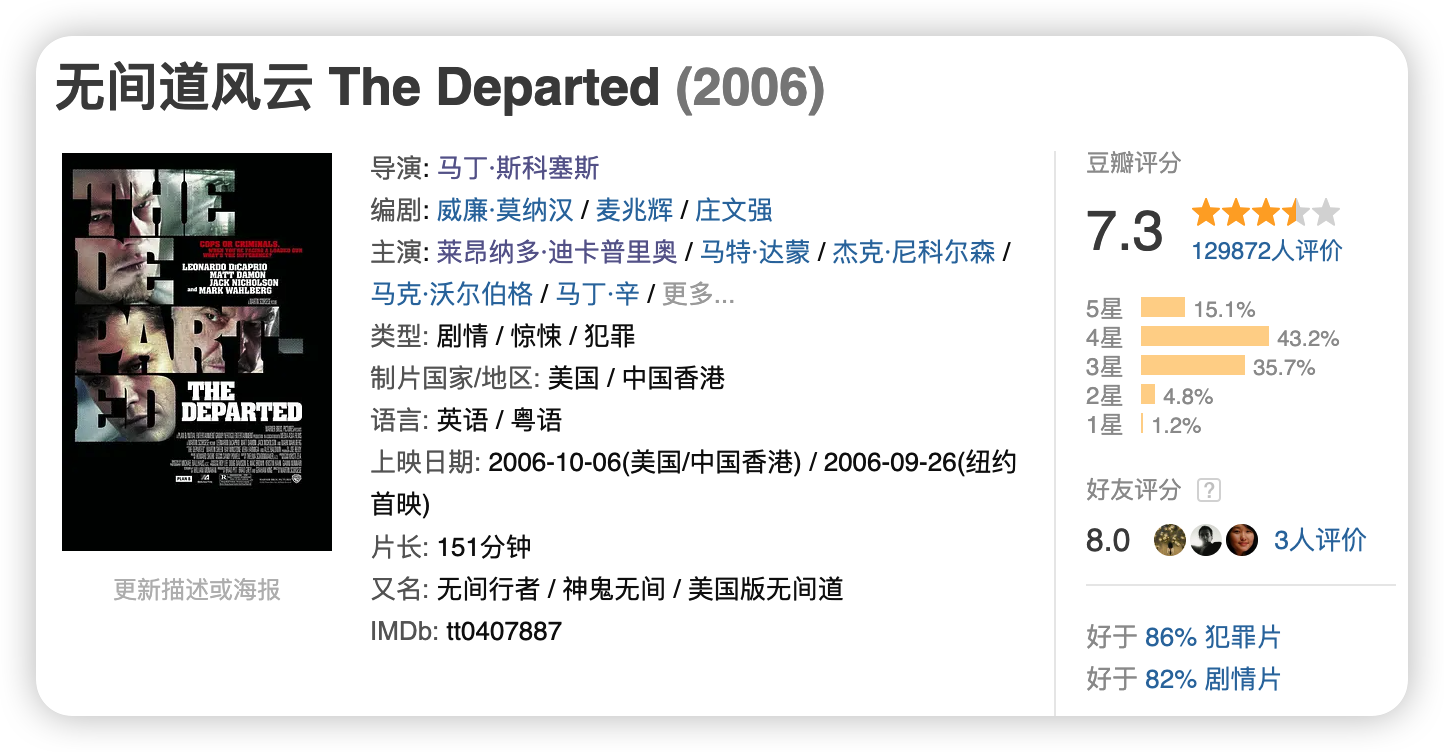 无间道风云 The Departed (2006)
THE
DE
PART
ED
COPS OR CRIMINALS.
WHEN YOU'RE FACING A LOADED GUN
WHAT'S THE DIFFERENCE?
LEONARDO DiCAPRIO
MATT DAMON
JACK NICHOLSON
and MARK WAHLBERG
THE
DEPARTED
更新描述或海报
导演: 马丁·斯科塞斯
编剧: 威廉·莫纳汉 / 麦兆辉 / 庄文强
主演: 莱昂纳多·迪卡普里奥 / 马特·达蒙 / 杰克·尼科尔森 /
马克·沃尔伯格 / 马丁·辛 / 更多...
类型: 剧情 / 惊悚 / 犯罪
制片国家/地区: 美国 / 中国香港
语言: 英语 / 粤语
上映日期: 2006-10-06(美国/中国香港) / 2006-09-26(纽约
首映)
片长: 151分钟
又名: 无间行者 / 神鬼无间 / 美国版无间道
IMDb: tt0407887
豆瓣评分
7.3
129872人评价
5星 15.1%
4星 43.2%
3星 35.7%
2星 4.8%
1星 1.2%
好友评分 ?
8.0 3人评价
好于 86% 犯罪片
好于 82% 剧情片